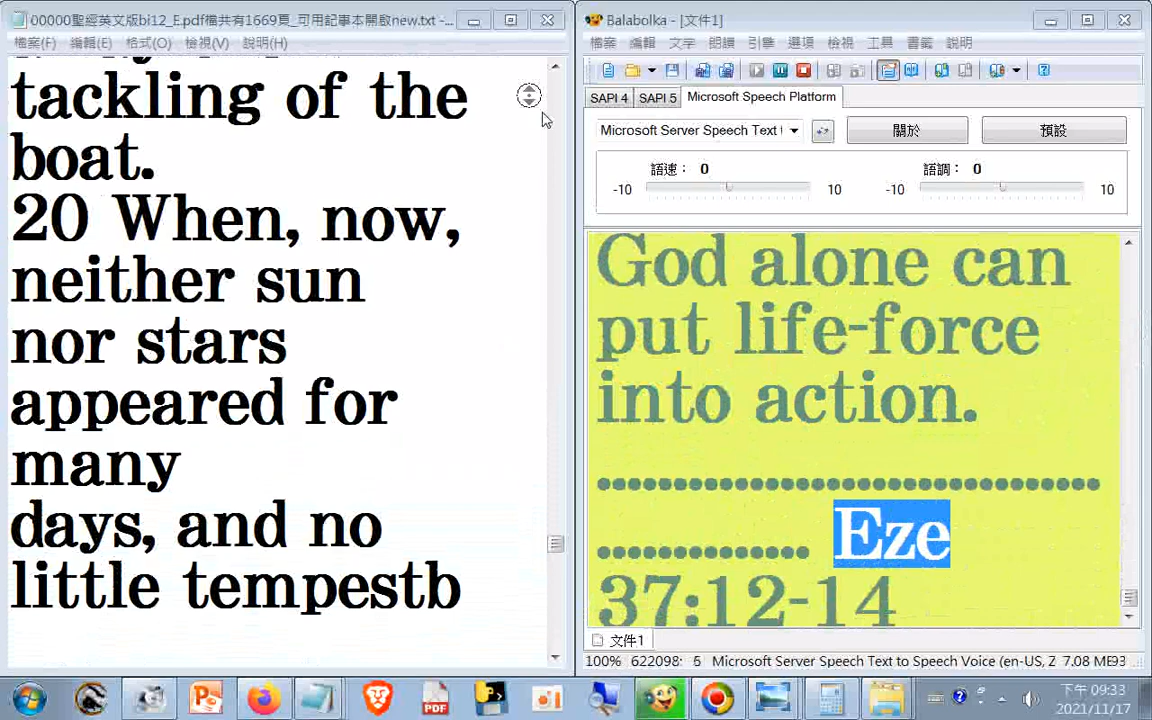 00000聖經英文版bi12_E.pdf檔共有1669頁_可用記事本開啟new.txt -...
檔案(F) 編輯(E) 格式(O) 檢視(V) 說明(H)
tackling of the
boat.
20 When, now,
neither sun
nor stars
appeared for
many
days, and no
little tempestb
Balabolka - [文件1]
檔案 編輯 文字 朗讀 引擎 選項 檢視 工具 書籤 說明
SAPI 4 SAPI 5 Microsoft Speech Platform
Microsoft Server Speech Text 關於 預設
語速： 0 語調： 0
-10 10 -10 10
God alone can
put life-force
into action.
.................................
.............. Eze
37:12-14
文件1
100% 622098: 5 Microsoft Server Speech Text to Speech Voice (en-US, Z 7.08 ME93
PDF
下午 09:33
2021/11/17